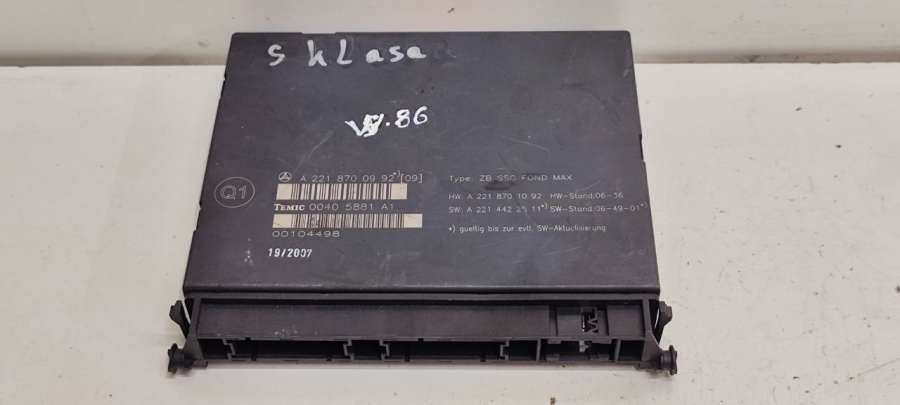 S kLasa
W.86
A 221 870 09 92*)[09]
Q1
TEMIC 0040 5881 A1
00104498
19/2007
Type: ZB SSG FOND MAX
HW: A 221 870 10 92 HW-Stand:06-36
SW: A 221 442 25 11*) SW-Stand:06-49-01*)
*) gueltig bis zur evtl. SW-Aktuclisierung